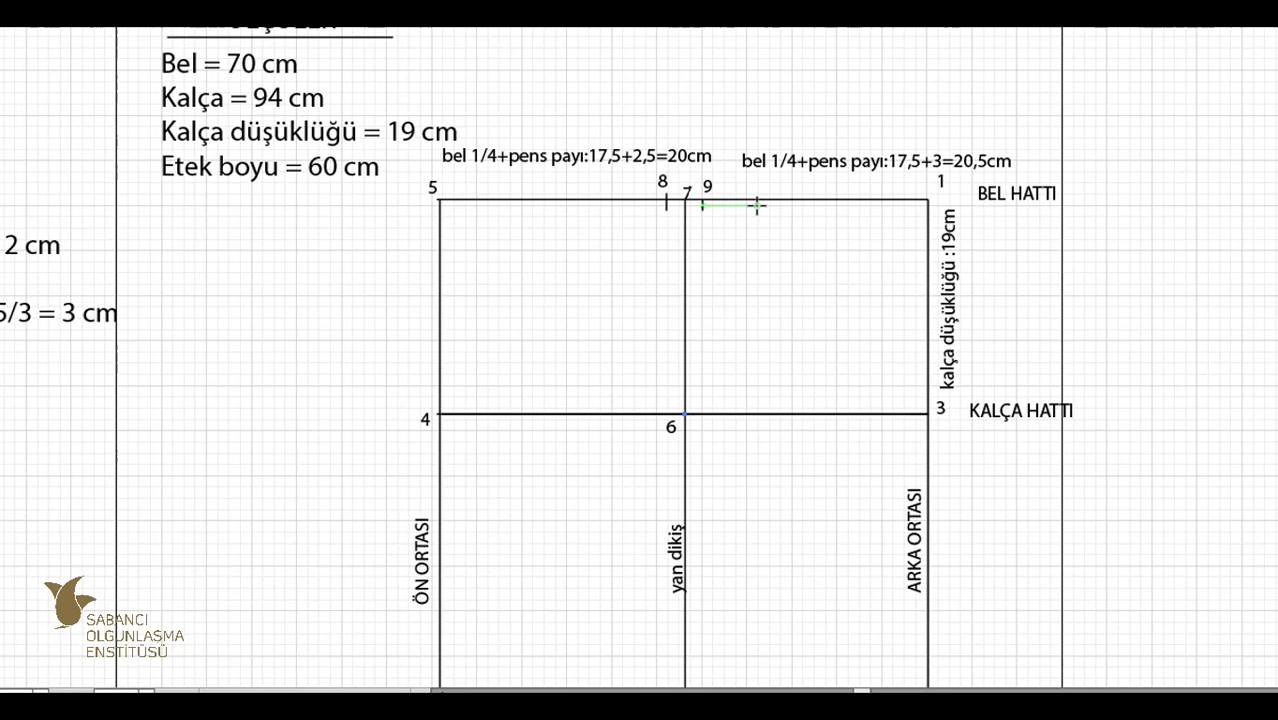 Bel = 70 cm
Kalça = 94 cm
Kalça düşüklüğü = 19 cm
Etek boyu = 60 cm
2 cm
5/3 = 3 cm
bel 1/4+pens payı:17,5+2,5=20cm
bel 1/4+pens payı:17,5+3=20,5cm
5
8
7
9
1
BEL HATTI
kalça düşüklüğü :19cm
4
6
3
KALÇA HATTI
ÖN ORTASI
yan dikiş
ARKA ORTASI
SABANCI
OLGUNLAŞMA
ENSTİTÜSÜ